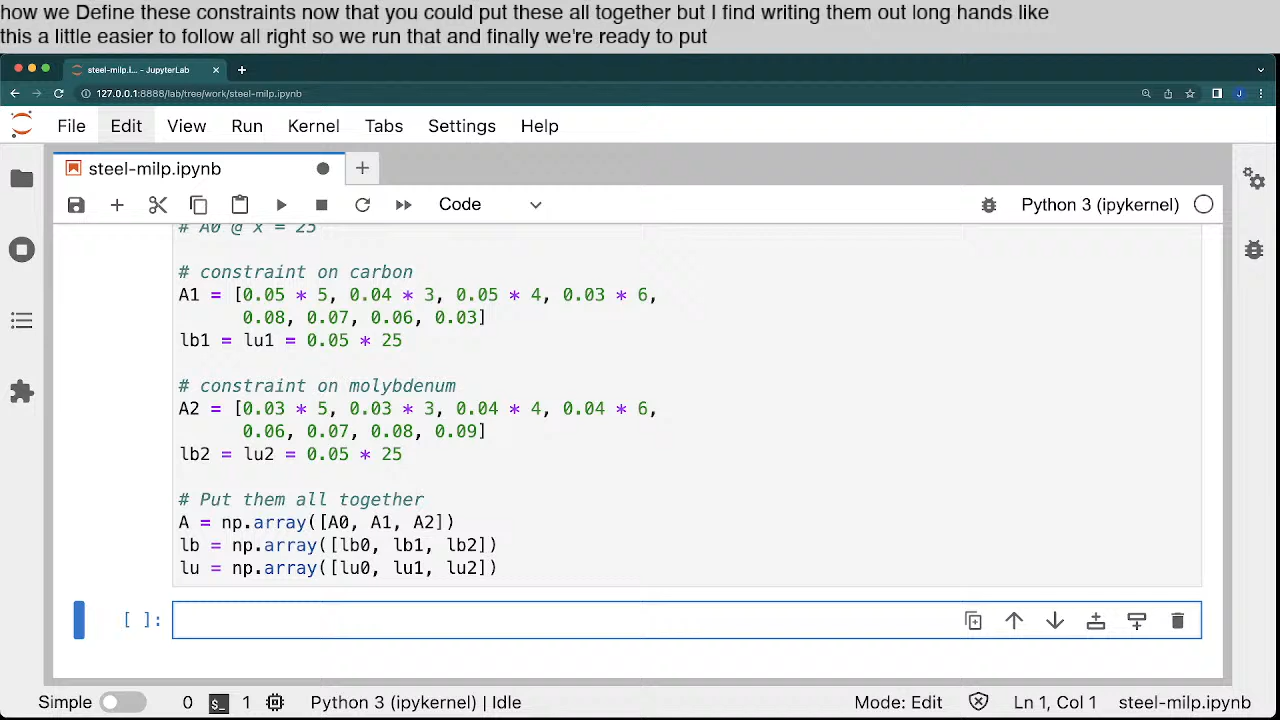 how we Define these constraints now that you could put these all together but I find writing them out long hands like
this a little easier to follow all right so we run that and finally we're ready to put
steel-milp.i... - JupyterLab
127.0.0.1:8888/lab/tree/work/steel-milp.ipynb
J
File Edit View Run Kernel Tabs Settings Help
steel-milp.ipynb
Code
Python 3 (ipykernel)
# A0 @ x = 25
# constraint on carbon
A1 = [0.05 * 5, 0.04 * 3, 0.05 * 4, 0.03 * 6,
0.08, 0.07, 0.06, 0.03]
lb1 = lu1 = 0.05 * 25
# constraint on molybdenum
A2 = [0.03 * 5, 0.03 * 3, 0.04 * 4, 0.04 * 6,
0.06, 0.07, 0.08, 0.09]
lb2 = lu2 = 0.05 * 25
# Put them all together
A = np.array([A0, A1, A2])
lb = np.array([lb0, lb1, lb2])
lu = np.array([lu0, lu1, lu2])
[ ]:
Simple 0 $_ 1 Python 3 (ipykernel) | Idle Mode: Edit Ln 1, Col 1 steel-milp.ipynb